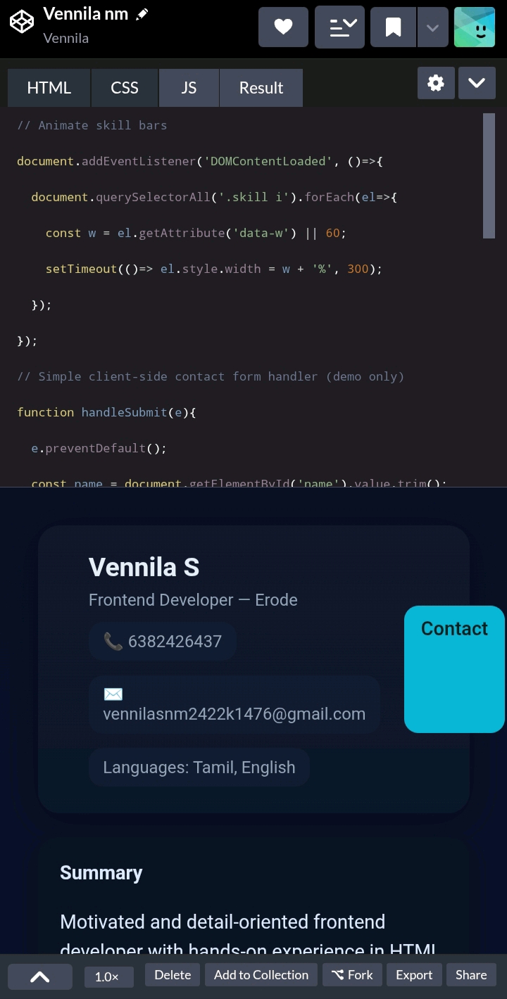 Vennila nm
Vennila
HTML CSS JS Result
// Animate skill bars
document.addEventListener('DOMContentLoaded', ()=>{
document.querySelectorAll('.skill i').forEach(el=>{
const w = el.getAttribute('data-w') || 60;
setTimeout(()=> el.style.width = w + '%', 300);
});
});
// Simple client-side contact form handler (demo only)
function handleSubmit(e){
e.preventDefault();
const name = document.getElementById('name').value.trim();
Vennila S
Frontend Developer — Erode
📞 6382426437
Contact
✉️
vennilasnm2422k1476@gmail.com
Languages: Tamil, English
Summary
Motivated and detail-oriented frontend
developer with hands-on experience in HTML
1.0× Delete Add to Collection Fork Export Share